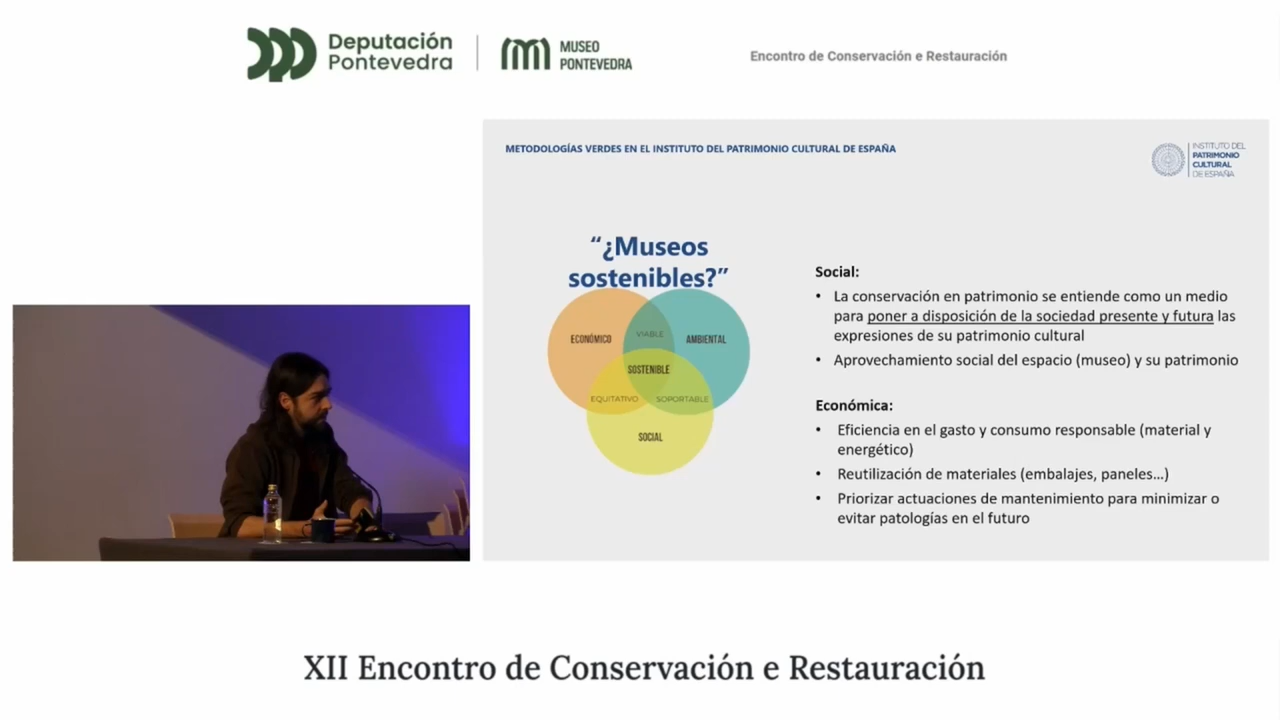 Deputación
Pontevedra
MUSEO
PONTEVEDRA
Encontro de Conservación e Restauración
METODOLOGÍAS VERDES EN EL INSTITUTO DEL PATRIMONIO CULTURAL DE ESPAÑA
INSTITUTO DEL
PATRIMONIO
CULTURAL
DE ESPAÑA
“¿Museos
sostenibles?”
ECONÓMICO
VIABLE
AMBIENTAL
SOSTENIBLE
EQUITATIVO
SOPORTABLE
SOCIAL
Social:
• La conservación en patrimonio se entiende como un medio
para poner a disposición de la sociedad presente y futura las
expresiones de su patrimonio cultural
• Aprovechamiento social del espacio (museo) y su patrimonio
Económica:
• Eficiencia en el gasto y consumo responsable (material y
energético)
• Reutilización de materiales (embalajes, paneles…)
• Priorizar actuaciones de mantenimiento para minimizar o
evitar patologías en el futuro
XII Encontro de Conservación e Restauración